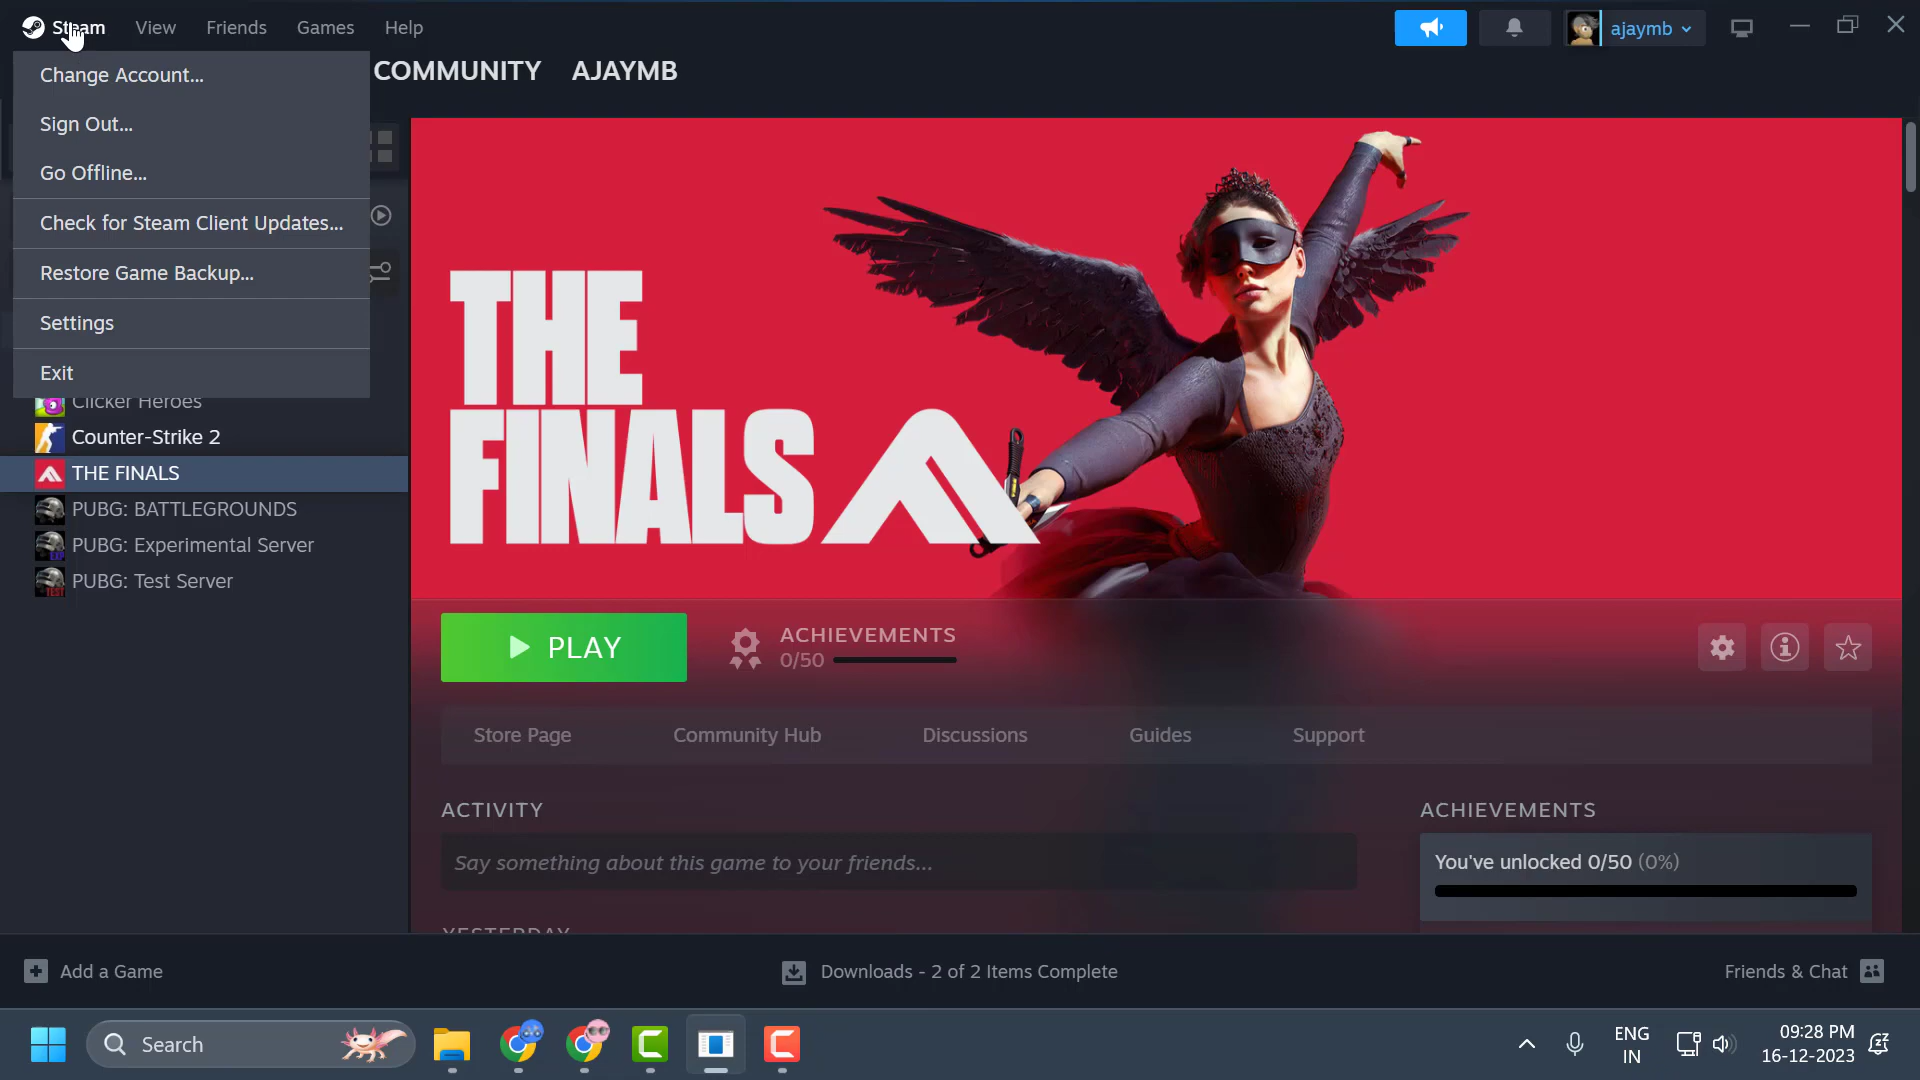 Steam View Friends Games Help ajaymb
COMMUNITY AJAYMB
Change Account...
Sign Out...
Go Offline...
Check for Steam Client Updates...
Restore Game Backup...
Settings
Exit
Clicker Heroes
Counter-Strike 2
THE FINALS
PUBG: BATTLEGROUNDS
PUBG: Experimental Server
PUBG: Test Server
THE
FINALS
PLAY
ACHIEVEMENTS
0/50
Store Page Community Hub Discussions Guides Support
ACTIVITY
Say something about this game to your friends...
YESTERDAY
ACHIEVEMENTS
You've unlocked 0/50 (0%)
Add a Game
Downloads - 2 of 2 Items Complete
Friends & Chat
Search
ENG
IN
09:28 PM
16-12-2023